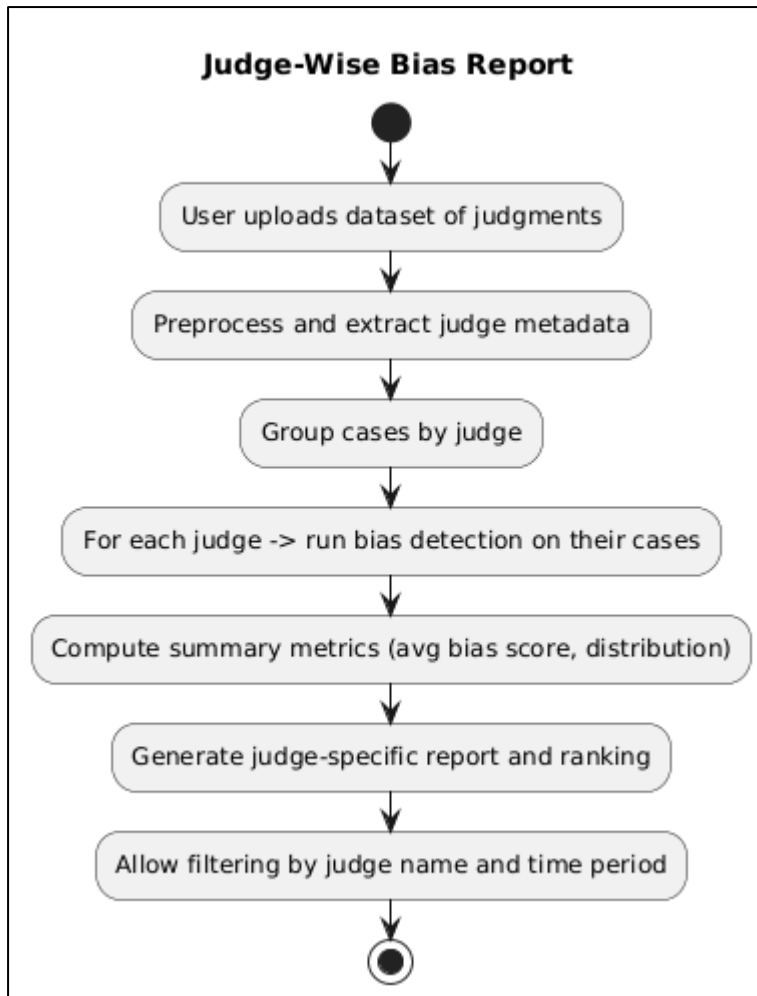 Judge-Wise Bias Report
User uploads dataset of judgments
Preprocess and extract judge metadata
Group cases by judge
For each judge -> run bias detection on their cases
Compute summary metrics (avg bias score, distribution)
Generate judge-specific report and ranking
Allow filtering by judge name and time period